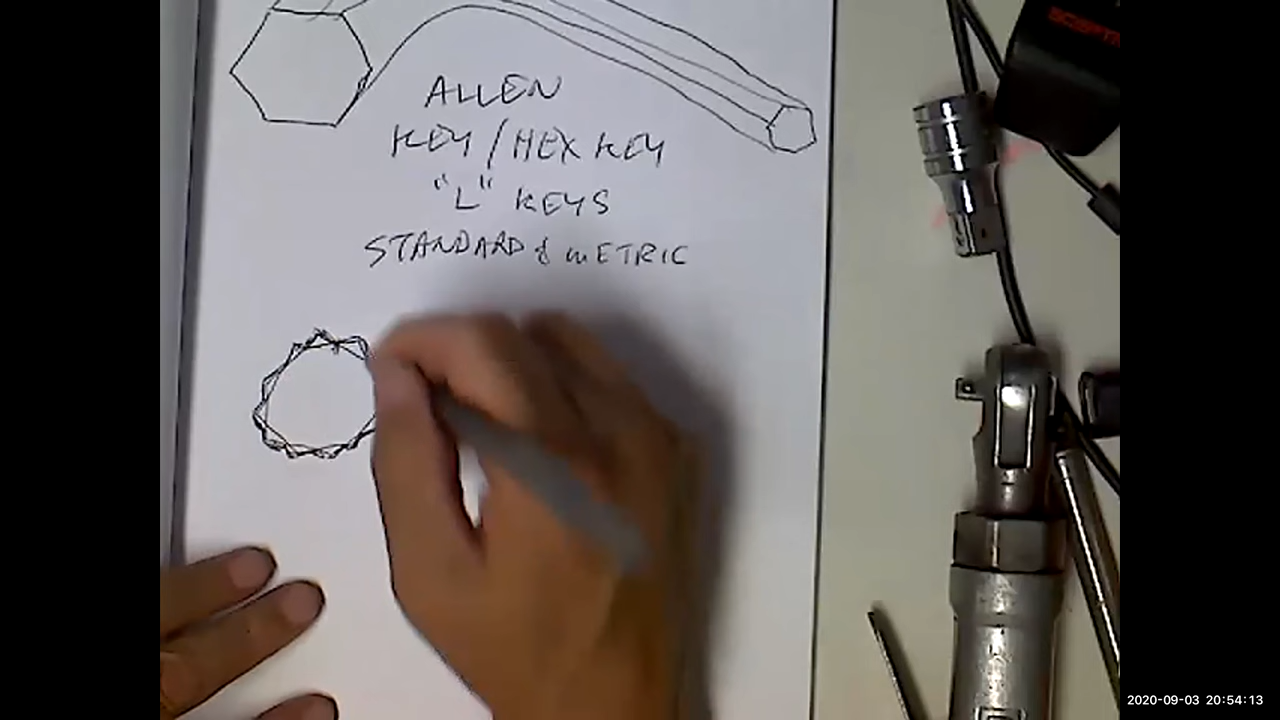 ALLEN
KEY / HEX KEY
"L" KEYS
STANDARD & METRIC
2020-09-03 20:54:13